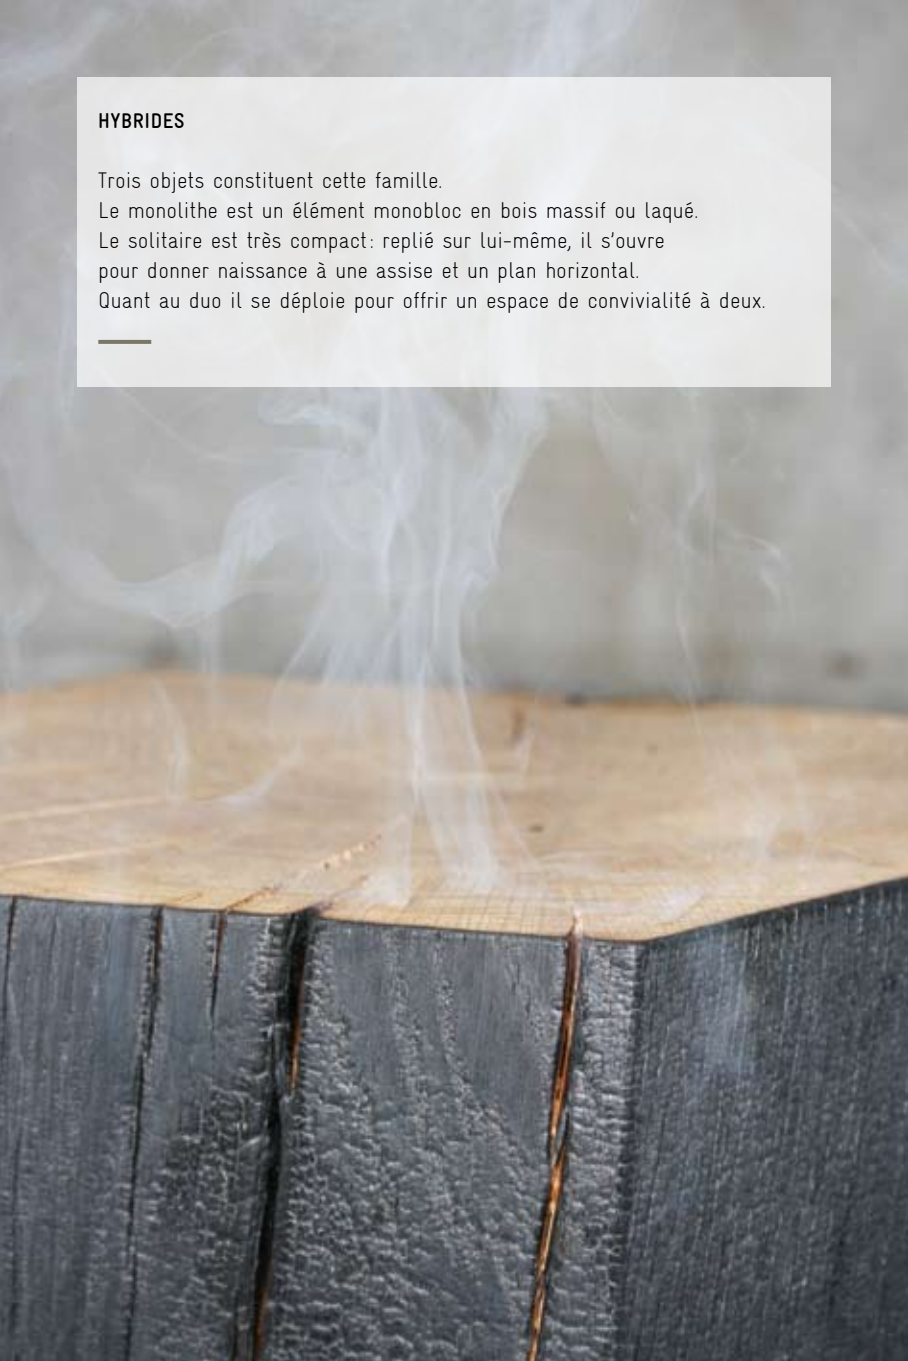 HYBRIDES
Trois objets constituent cette famille.
Le monolithe est un élément monobloc en bois massif ou laqué.
Le solitaire est très compact : replié sur lui-même, il s'ouvre
pour donner naissance à une assise et un plan horizontal.
Quant au duo il se déploie pour offrir un espace de convivialité à deux.